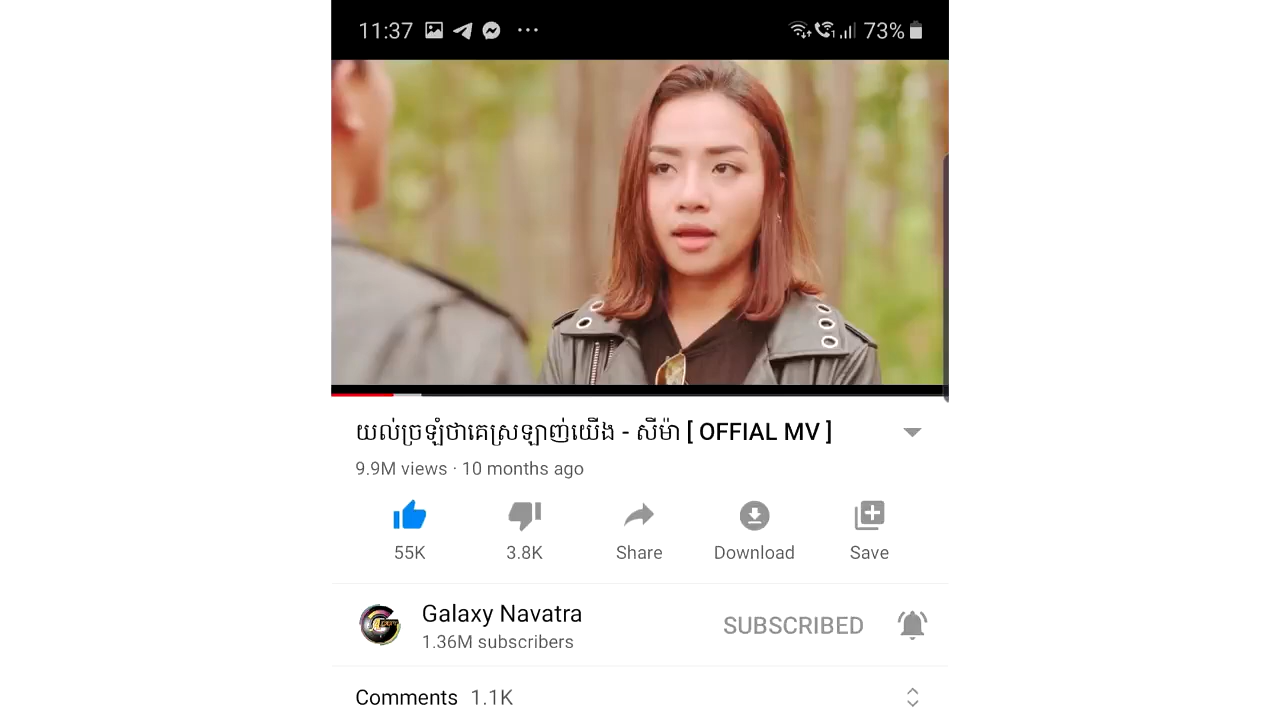 11:37
73%
យល់ច្រឡំថាគេស្រឡាញ់យើង - សីម៉ា [ OFFIAL MV ]
9.9M views · 10 months ago
55K 3.8K Share Download Save
Galaxy Navatra
SUBSCRIBED
1.36M subscribers
Comments 1.1K